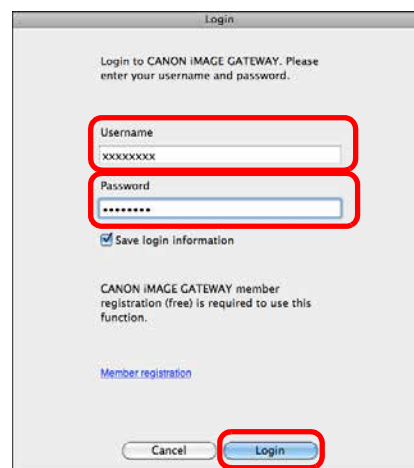 Login
Login to CANON iMAGE GATEWAY. Please
enter your username and password.
Username
xxxxxxxx
Password
••••••••
Save login information
CANON iMAGE GATEWAY member
registration (free) is required to use this
function.
Member registration
Cancel
Login